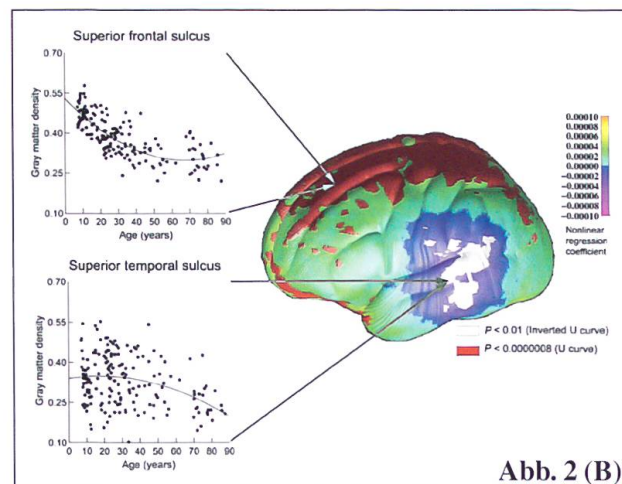 Superior frontal sulcus
0.70
0.55
0.40
0.25
0.10
Gray matter density
0 10 20 30 40 50 60 70 80 90
Age (years)
Superior temporal sulcus
0.70
0.55
0.40
0.25
0.10
Gray matter density
0 10 20 30 40 50 60 70 80 90
Age (years)
0.00010
0.00008
0.00006
0.00004
0.00002
0.00000
−0.00002
−0.00004
−0.00006
−0.00008
−0.00010
Nonlinear
regression
coefficient
P < 0.01 (Inverted U curve)
P < 0.0000008 (U curve)
Abb. 2 (B)